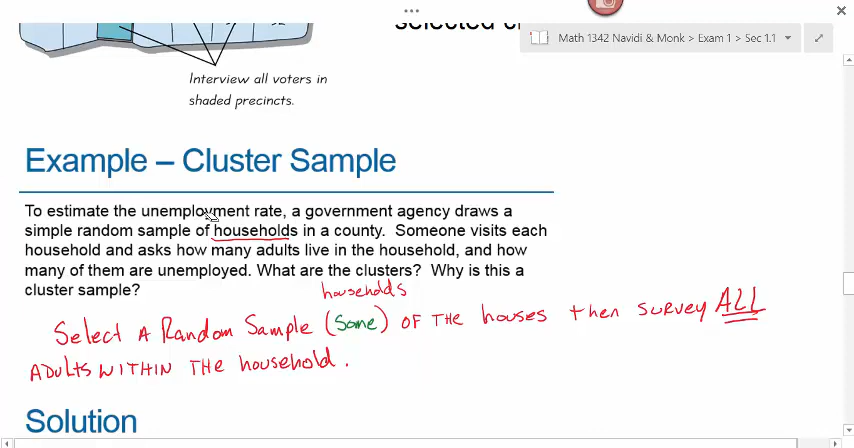 selected
Math 1342 Navidi & Monk > Exam 1 > Sec 1.1
Interview all voters in
shaded precincts.
Example – Cluster Sample
To estimate the unemployment rate, a government agency draws a
simple random sample of households in a county. Someone visits each
household and asks how many adults live in the household, and how
many of them are unemployed. What are the clusters? Why is this a
cluster sample?
households
Select A Random Sample (Some) OF THE houses then survey ALL
ADULTS WITHIN THE household.
Solution